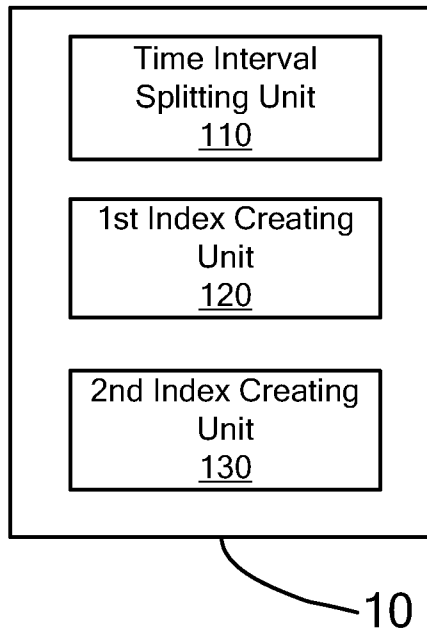 Time Interval
Splitting Unit
110
1st Index Creating
Unit
120
2nd Index Creating
Unit
130
10